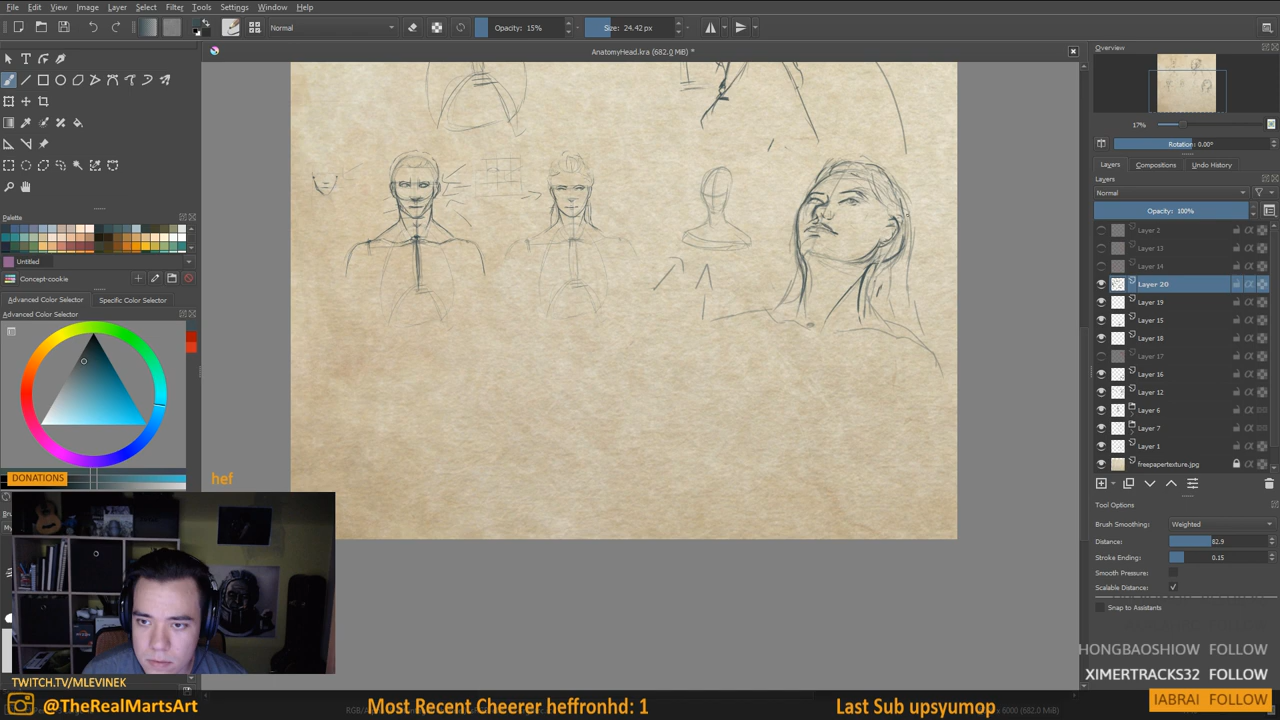 File Edit View Image Layer Select Filter Tools Settings Window Help
Normal Opacity: 15% Size: 24.42 px
AnatomyHead.kra (682.0 MiB) *
Overview
17%
Rotation: 0.00°
Layers Compositions Undo History
Layers
Normal
Opacity: 100%
Layer 2
Layer 13
Layer 14
Layer 20
Layer 19
Layer 15
Layer 18
Layer 17
Layer 16
Layer 12
Layer 6
Layer 7
Layer 1
freepapertexture.jpg
Tool Options
Brush Smoothing: Weighted
Distance: 82.9
Stroke Ending: 0.15
Smooth Pressure:
Scalable Distance:
Snap to Assistants
Palette
Untitled
Concept-cookie
Advanced Color Selector Specific Color Selector
Advanced Color Selector
DONATIONS
hef
HONGBAOSHIOW FOLLOW
XIMERTRACKS32 FOLLOW
IABRAI FOLLOW
TWITCH.TV/MLEVINEK
@TheRealMartsArt
Most Recent Cheerer heffronhd: 1
Last Sub upsyumop